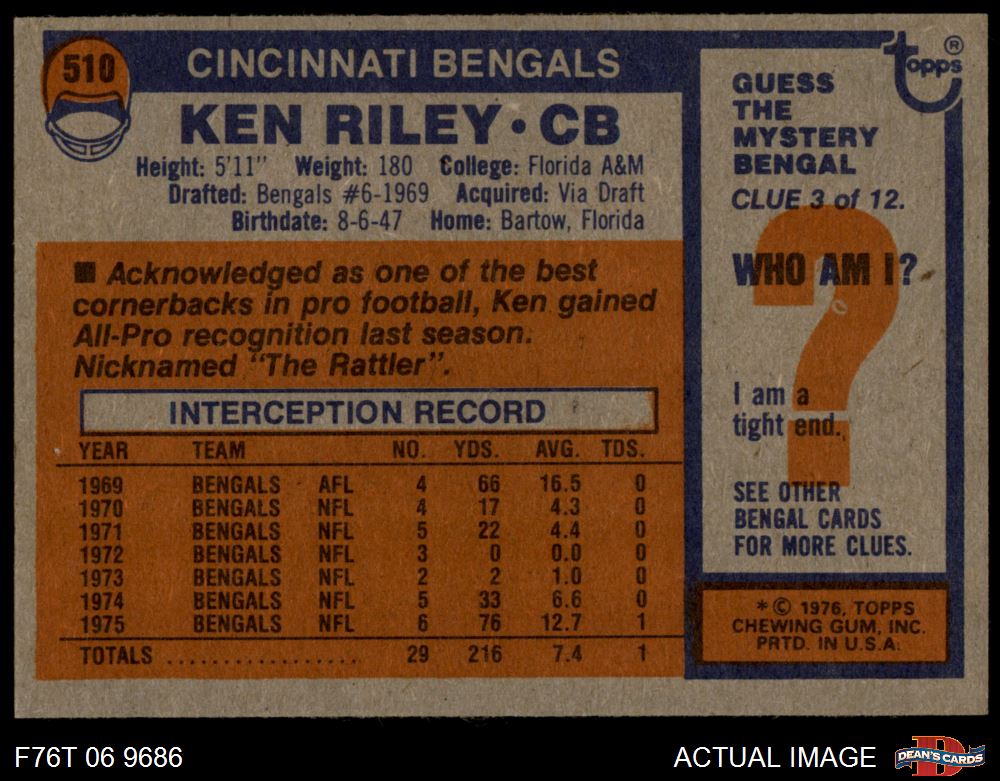 510
CINCINNATI BENGALS
KEN RILEY • CB
Height: 5'11" Weight: 180 College: Florida A&M
Drafted: Bengals #6-1969 Acquired: Via Draft
Birthdate: 8-6-47 Home: Bartow, Florida
■ Acknowledged as one of the best
cornerbacks in pro football, Ken gained
All-Pro recognition last season.
Nicknamed "The Rattler".
INTERCEPTION RECORD
YEAR TEAM NO. YDS. AVG. TDS.
1969 BENGALS AFL 4 66 16.5 0
1970 BENGALS NFL 4 17 4.3 0
1971 BENGALS NFL 5 22 4.4 0
1972 BENGALS NFL 3 0 0.0 0
1973 BENGALS NFL 2 2 1.0 0
1974 BENGALS NFL 5 33 6.6 0
1975 BENGALS NFL 6 76 12.7 1
TOTALS .................. 29 216 7.4 1
topps ®
GUESS
THE
MYSTERY
BENGAL
CLUE 3 of 12.
WHO AM I?
?
I am a
tight end.
SEE OTHER
BENGAL CARDS
FOR MORE CLUES.
* © 1976, TOPPS
CHEWING GUM, INC.
PRTD. IN U.S.A.
F76T 06 9686
ACTUAL IMAGE
D
DEAN'S CARDS